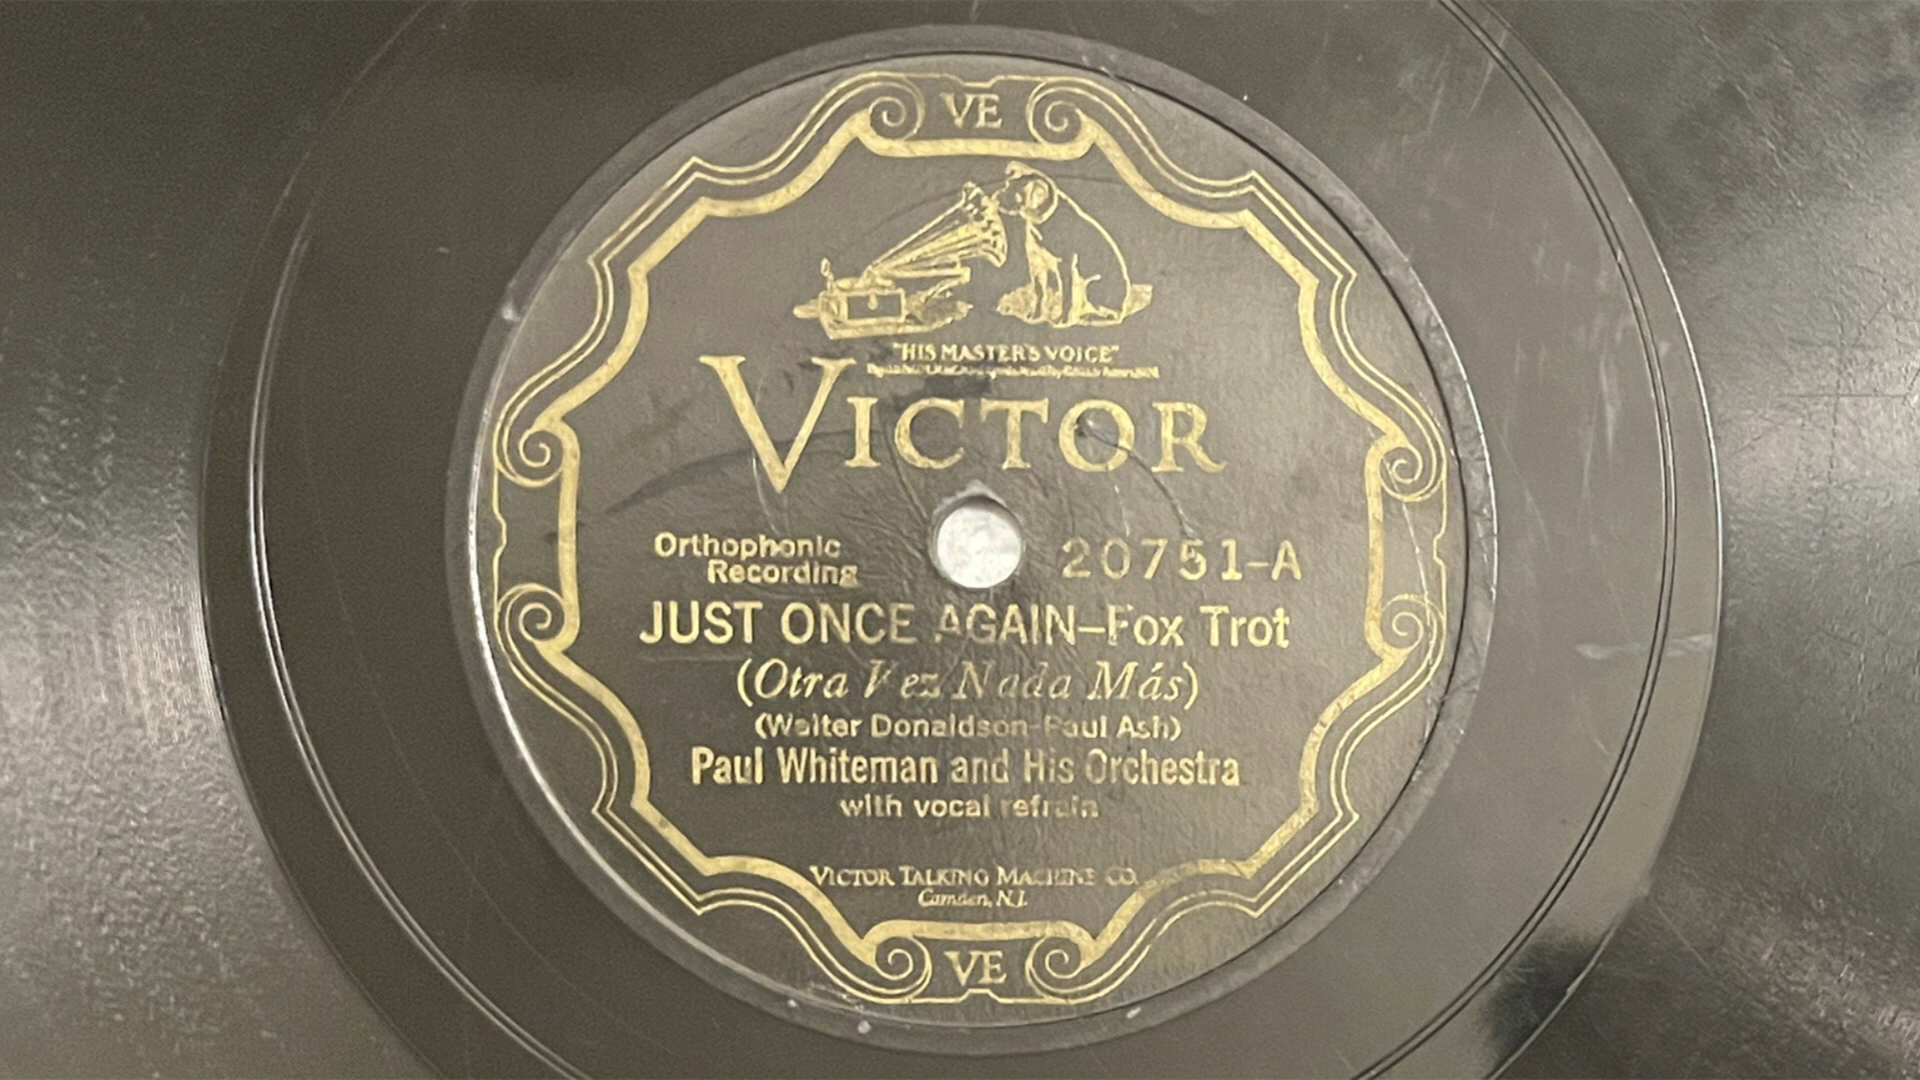 VE
"HIS MASTER'S VOICE"
VICTOR
Orthophonic
Recording
20751-A
JUST ONCE AGAIN–Fox Trot
(Otra Vez Nada Más)
(Walter Donaldson-Paul Ash)
Paul Whiteman and His Orchestra
with vocal refrain
VICTOR TALKING MACHINE CO.
Camden, N.J.
VE